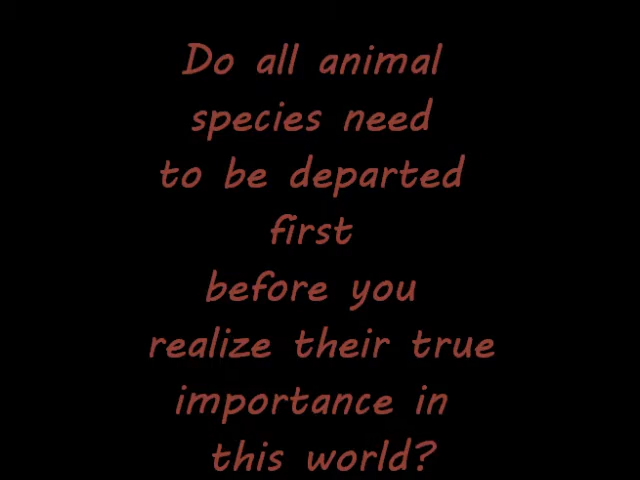 Do all animal
species need
to be departed
first
before you
realize their true
importance in
this world?